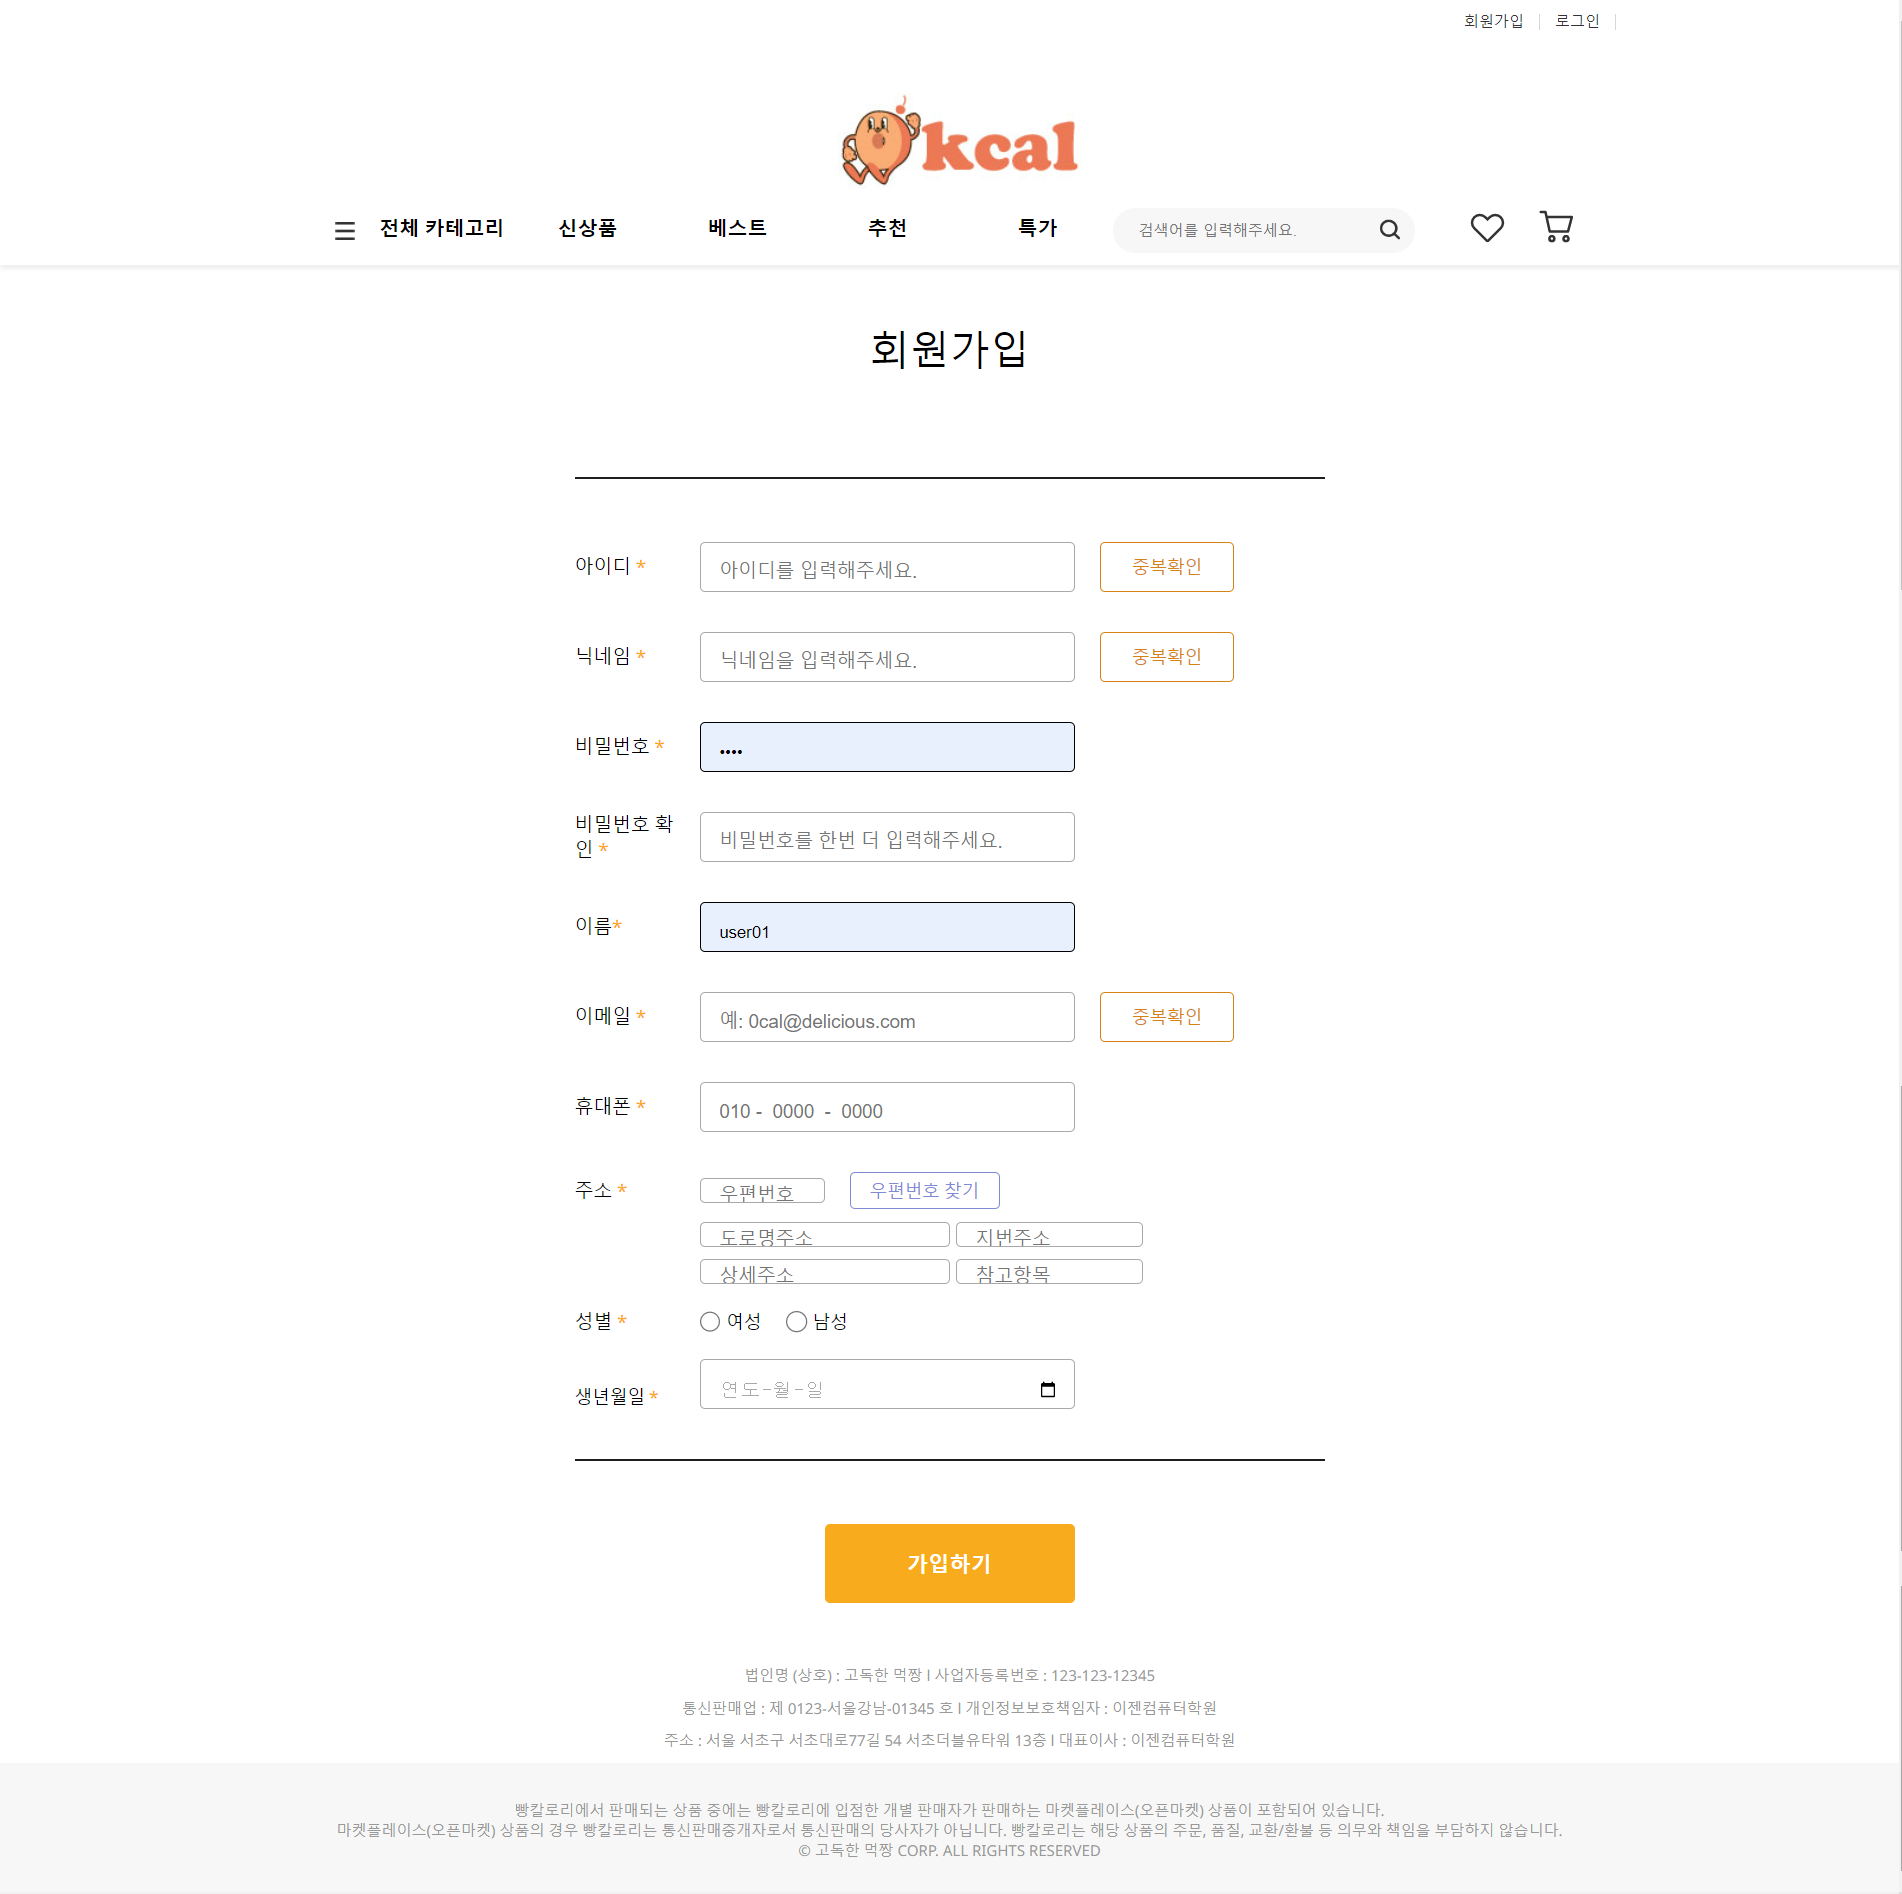 회원가입 로그인
kcal
전체 카테고리 신상품 베스트 추천 특가 검색어를 입력해주세요.
회원가입
아이디 * 아이디를 입력해주세요. 중복확인
닉네임 * 닉네임을 입력해주세요. 중복확인
비밀번호 * ••••
비밀번호 확
인 * 비밀번호를 한번 더 입력해주세요.
이름* user01
이메일 * 예: 0cal@delicious.com 중복확인
휴대폰 * 010 - 0000 - 0000
주소 * 우편번호 우편번호 찾기
도로명주소 지번주소
상세주소 참고항목
성별 * 여성 남성
생년월일 * 연도-월-일
가입하기
법인명 (상호) : 고독한 먹짱 I 사업자등록번호 : 123-123-12345
통신판매업 : 제 0123-서울강남-01345 호 I 개인정보보호책임자 : 이젠컴퓨터학원
주소 : 서울 서초구 서초대로77길 54 서초더블유타워 13층 I 대표이사 : 이젠컴퓨터학원
빵칼로리에서 판매되는 상품 중에는 빵칼로리에 입점한 개별 판매자가 판매하는 마켓플레이스(오픈마켓) 상품이 포함되어 있습니다.
마켓플레이스(오픈마켓) 상품의 경우 빵칼로리는 통신판매중개자로서 통신판매의 당사자가 아닙니다. 빵칼로리는 해당 상품의 주문, 품질, 교환/환불 등 의무와 책임을 부담하지 않습니다.
© 고독한 먹짱 CORP. ALL RIGHTS RESERVED